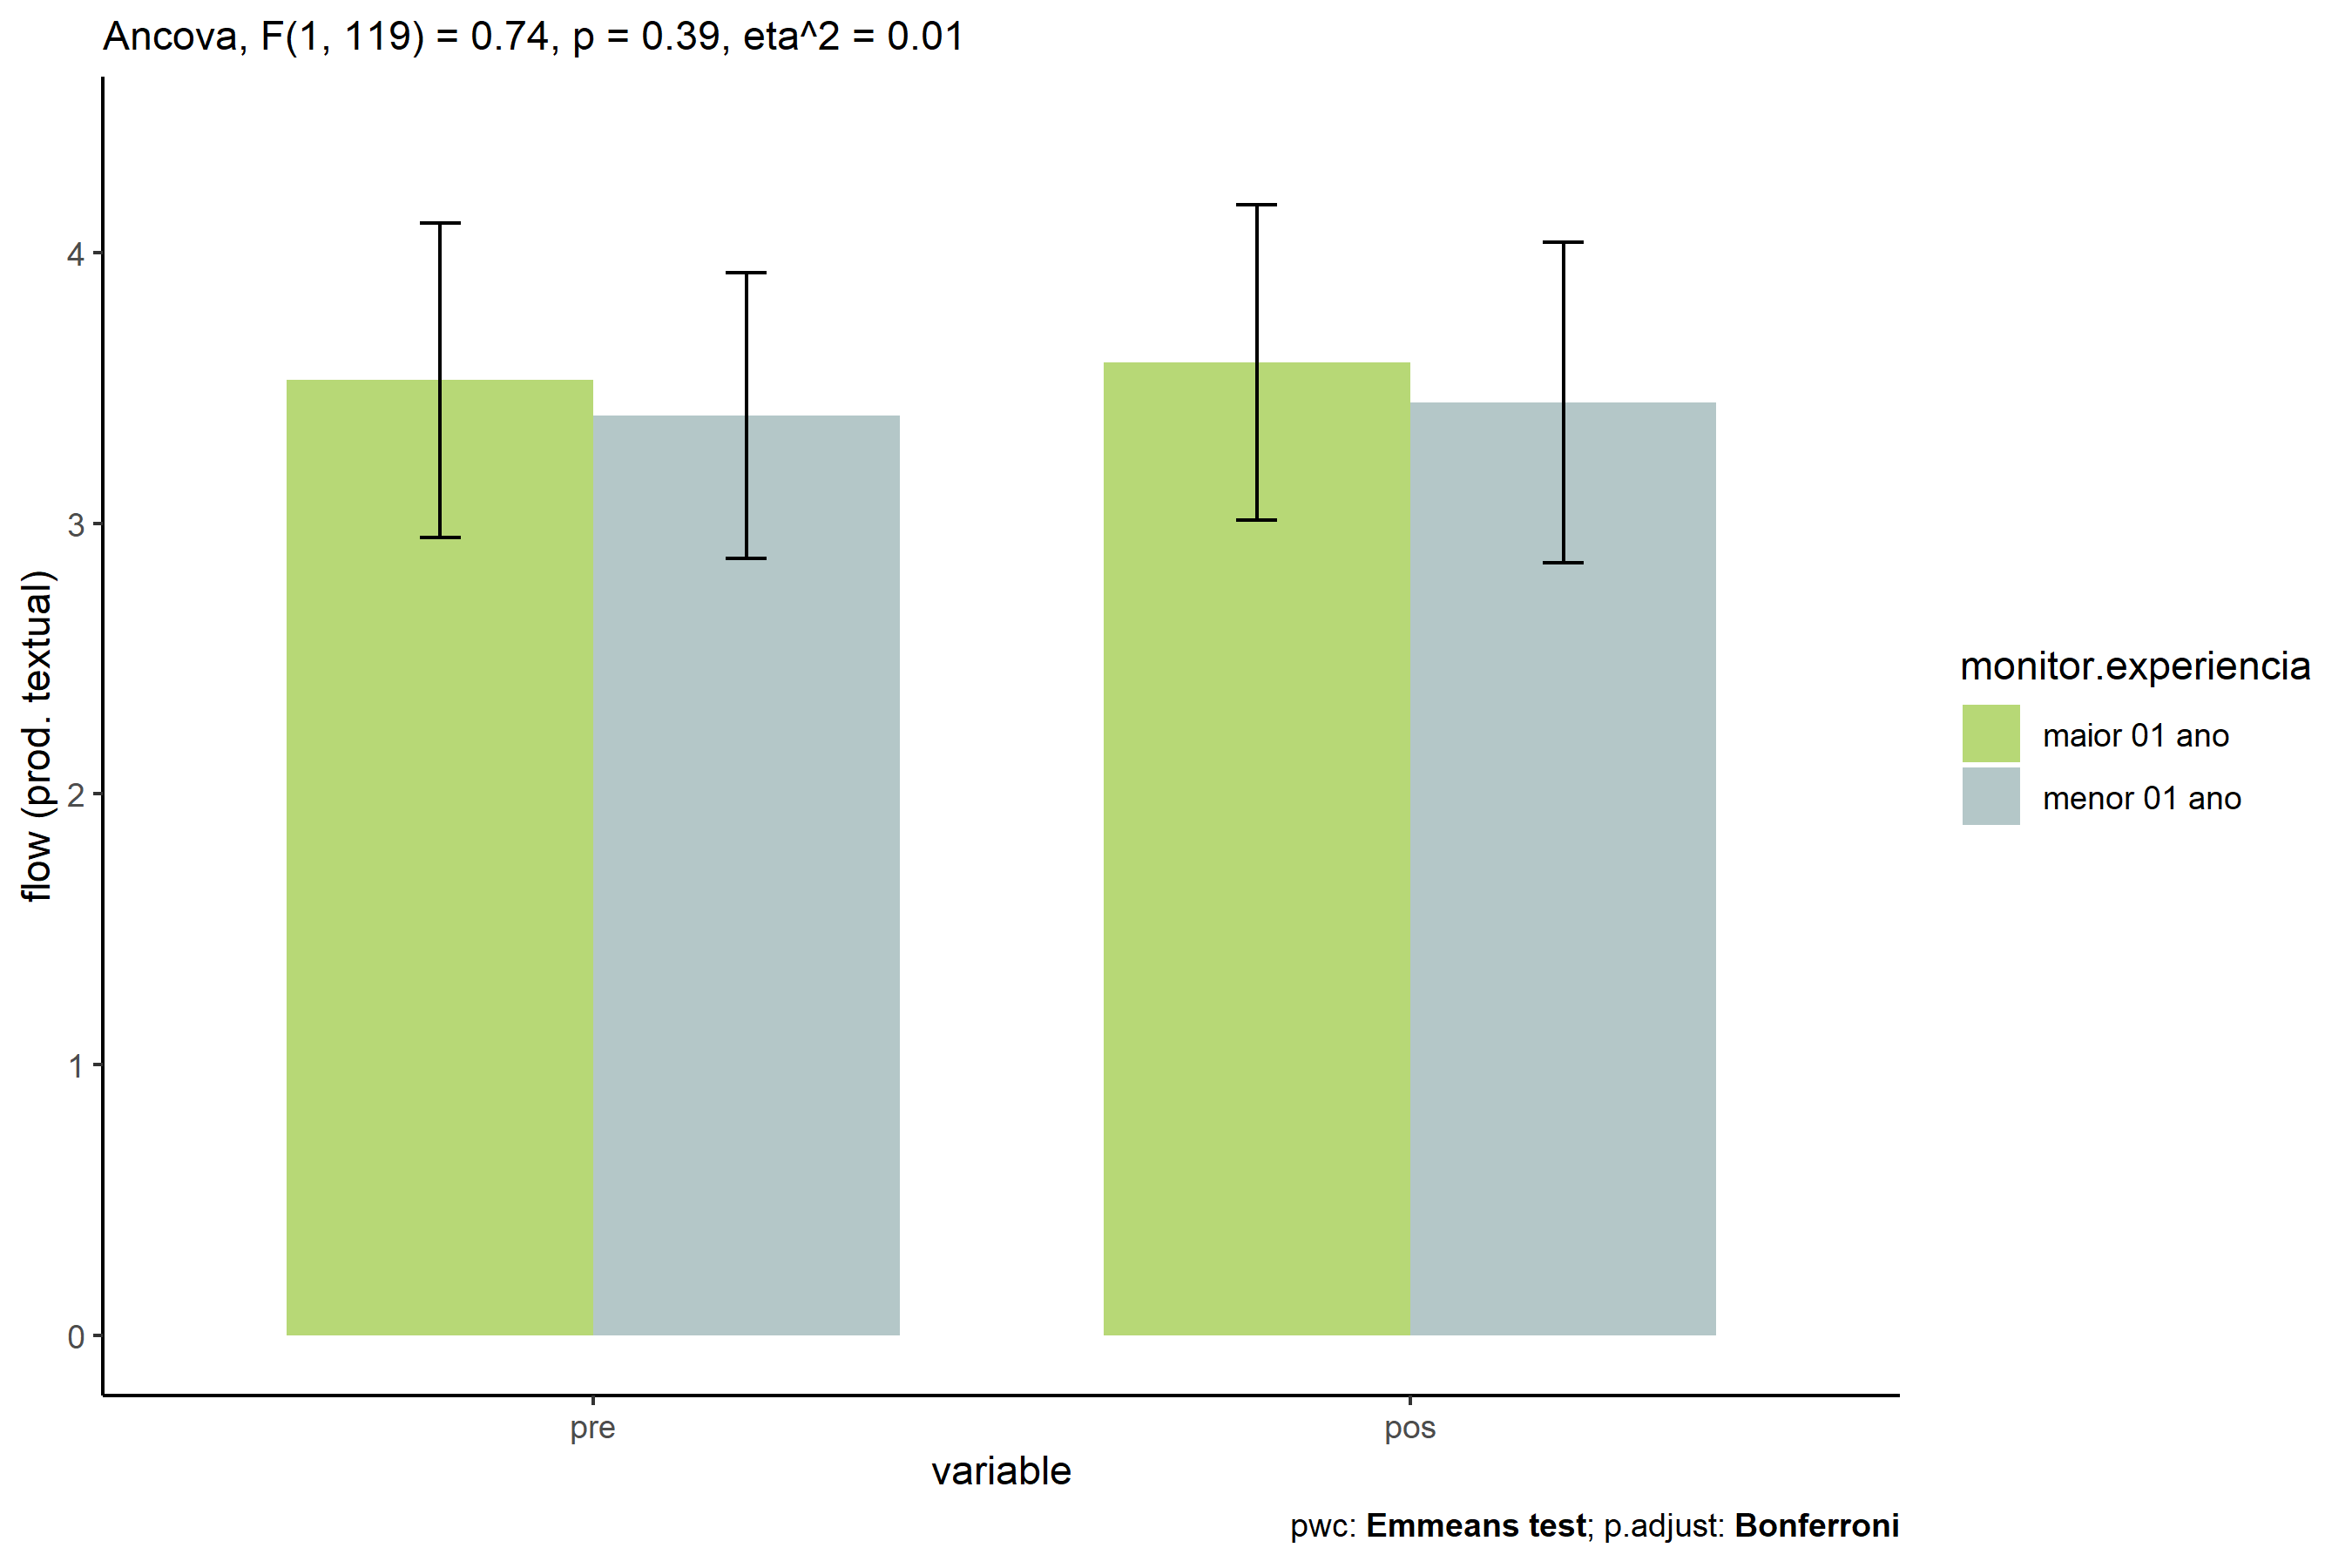 Ancova, F(1, 119) = 0.74, p = 0.39, eta^2 = 0.01
flow (prod. textual)
4
3
2
1
0
pre
pos
variable
monitor.experiencia
maior 01 ano
menor 01 ano
pwc: Emmeans test; p.adjust: Bonferroni